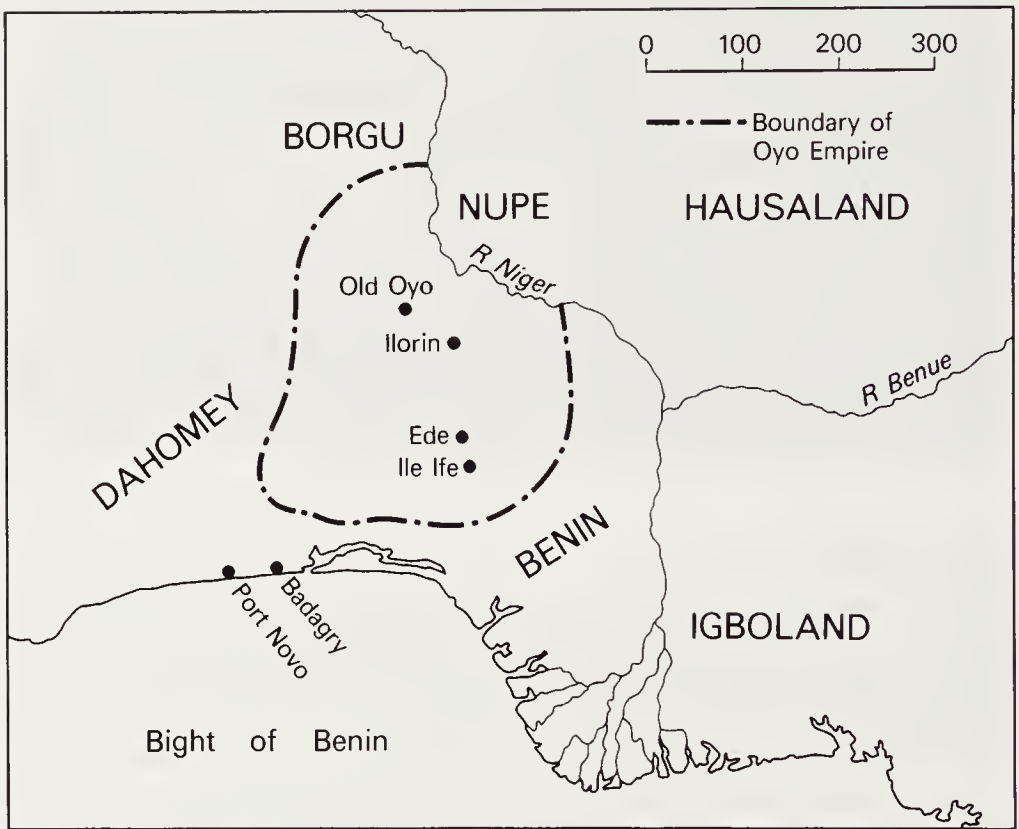 0 100 200 300
Boundary of
Oyo Empire
BORGU
NUPE
HAUSALAND
R Niger
Old Oyo
Ilorin
R Benue
DAHOMEY
Ede
Ile Ife
BENIN
Port Novo
Badagry
IGBOLAND
Bight of Benin